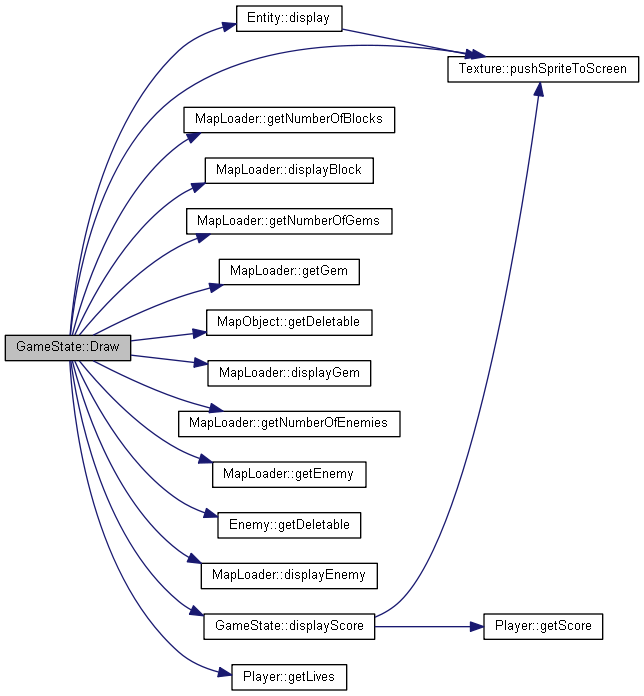 Entity::display
Texture::pushSpriteToScreen
MapLoader::getNumberOfBlocks
MapLoader::displayBlock
MapLoader::getNumberOfGems
MapLoader::getGem
MapObject::getDeletable
GameState::Draw
MapLoader::displayGem
MapLoader::getNumberOfEnemies
MapLoader::getEnemy
Enemy::getDeletable
MapLoader::displayEnemy
GameState::displayScore
Player::getScore
Player::getLives